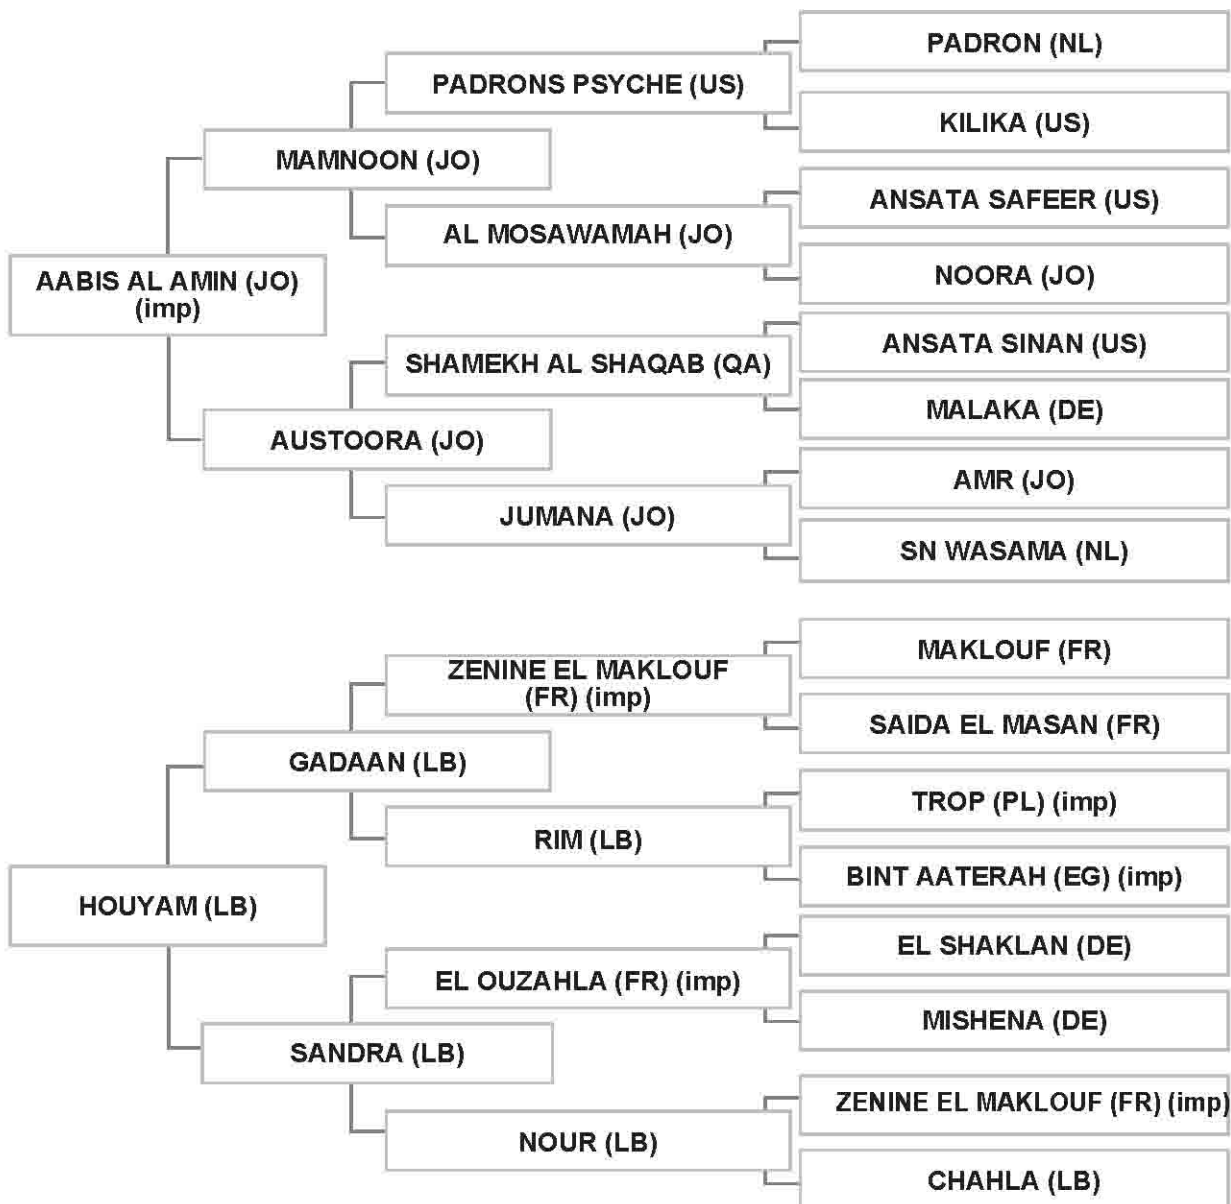 PADRON (NL)
PADRONS PSYCHE (US)
KILIKA (US)
MAMNOON (JO)
ANSATA SAFEER (US)
AL MOSAWAMAH (JO)
NOORA (JO)
AABIS AL AMIN (JO)
(imp)
ANSATA SINAN (US)
SHAMEKH AL SHAQAB (QA)
MALAKA (DE)
AUSTOORA (JO)
AMR (JO)
JUMANA (JO)
SN WASAMA (NL)
MAKLOUF (FR)
ZENINE EL MAKLOUF
(FR) (imp)
SAIDA EL MASAN (FR)
GADAAN (LB)
TROP (PL) (imp)
RIM (LB)
BINT AATERAH (EG) (imp)
HOUYAM (LB)
EL SHAKLAN (DE)
EL OUZAHLA (FR) (imp)
MISHENA (DE)
SANDRA (LB)
ZENINE EL MAKLOUF (FR) (imp)
NOUR (LB)
CHAHLA (LB)